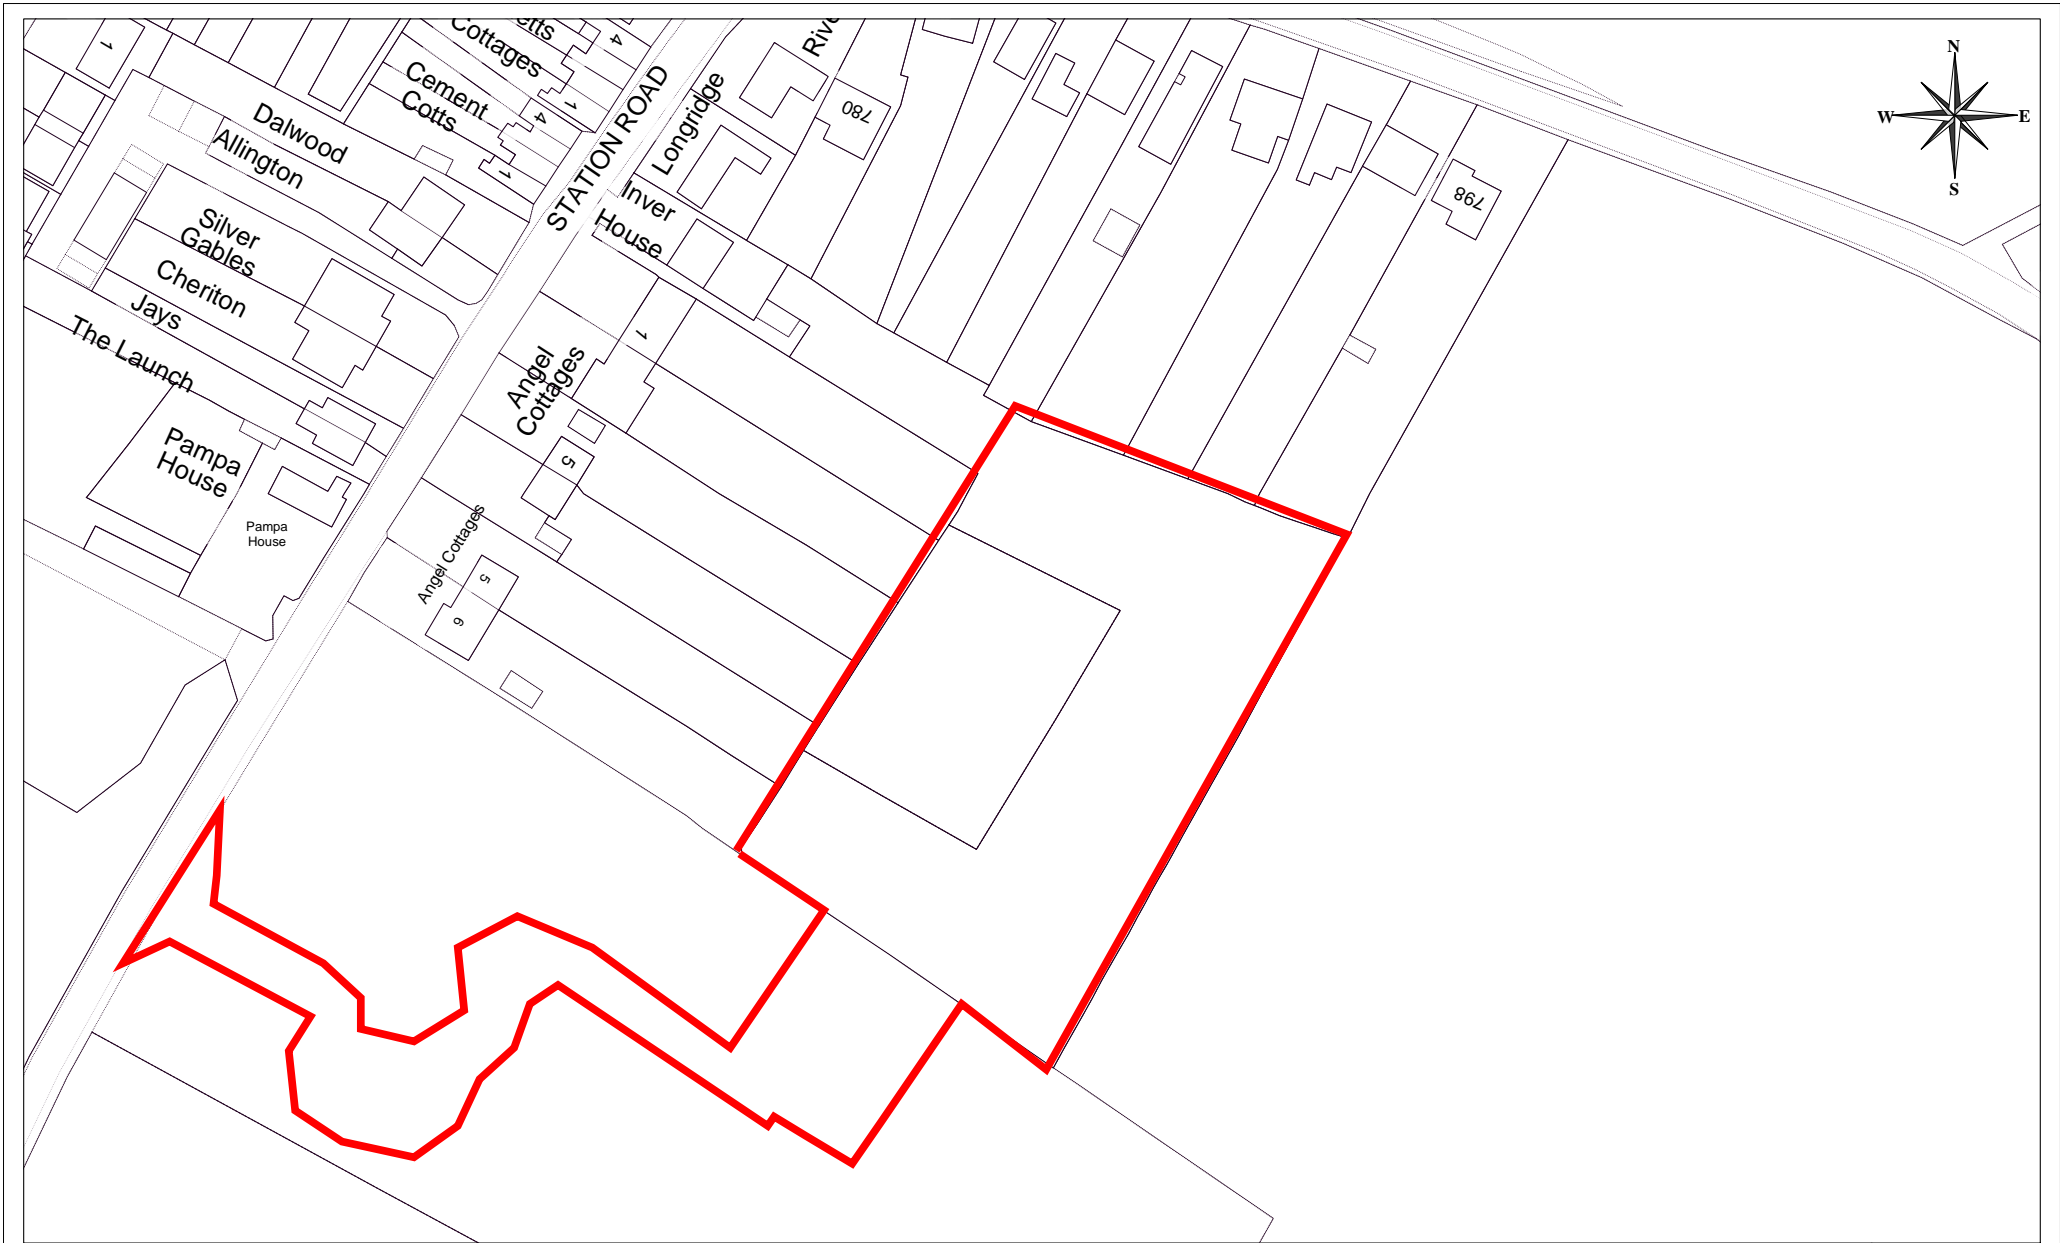 1
etts
Cottages
4
1
Cement
Cotts
4
1
STATION ROAD
Longridge
780
798
N
W
E
S
Dalwood
Allington
Inver
House
Silver
Gables
Cheriton
Jays
The Launch
1
Angel
Cottages
5
Pampa
House
Pampa
House
Angel Cottages
5
6